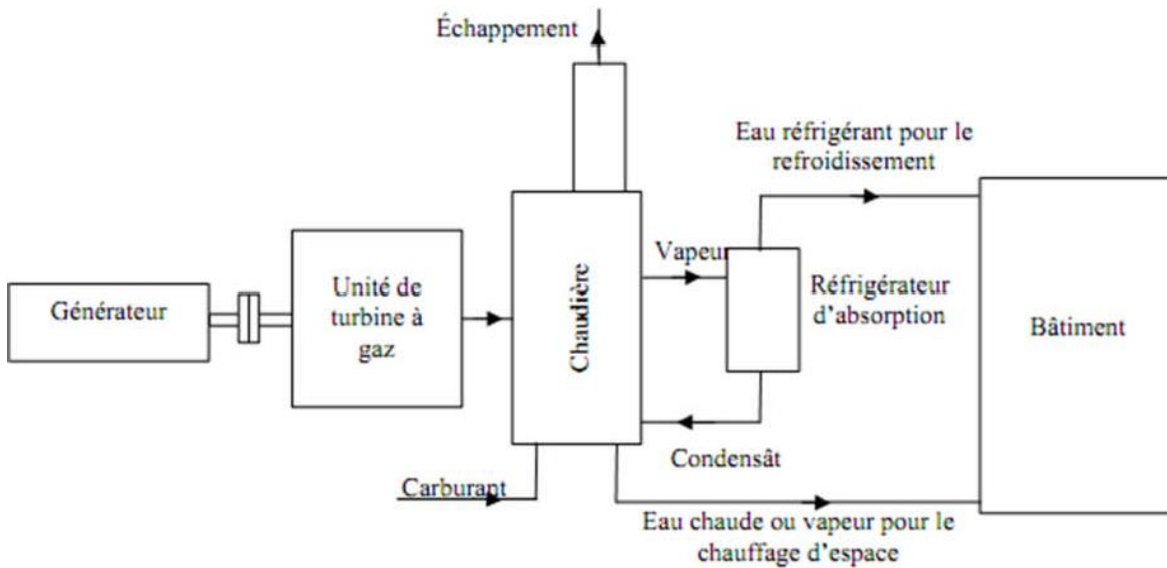 Échappement
Eau réfrigérant pour le
refroidissement
Vapeur
Générateur
Unité de
turbine à
gaz
Chaudière
Réfrigérateur
d'absorption
Bâtiment
Condensât
Carburant
Eau chaude ou vapeur pour le
chauffage d'espace